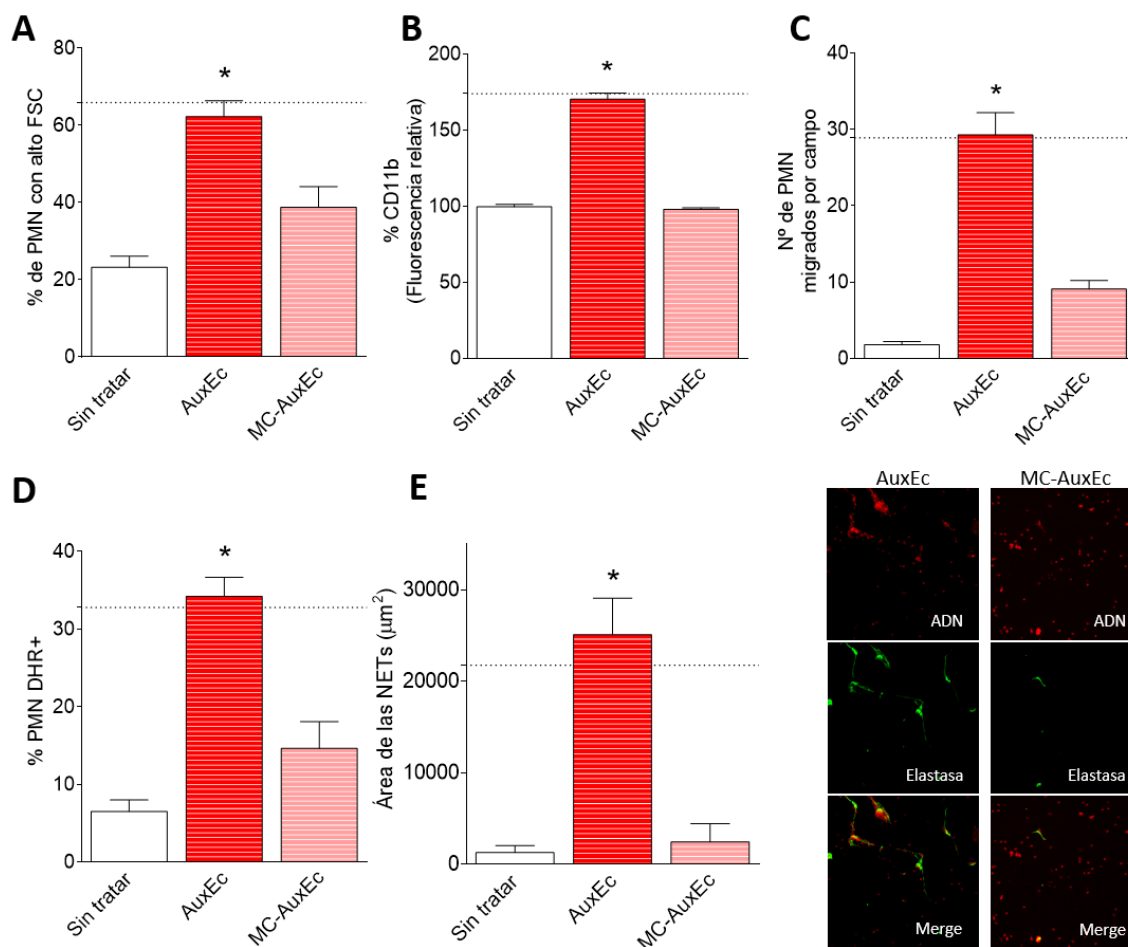 A
% de PMN con alto FSC
80
60
40
20
0
*
Sin tratar
AuxEc
MC-AuxEc
B
% CD11b
(Fluorescencia relativa)
200
150
100
50
0
*
Sin tratar
AuxEc
MC-AuxEc
C
Nº de PMN
migrados por campo
40
30
20
10
0
*
Sin tratar
AuxEc
MC-AuxEc
D
% PMN DHR+
40
30
20
10
0
*
Sin tratar
AuxEc
MC-AuxEc
E
Área de las NETs (μm²)
30000
20000
10000
0
*
Sin tratar
AuxEc
MC-AuxEc
AuxEc
MC-AuxEc
ADN
ADN
Elastasa
Elastasa
Merge
Merge